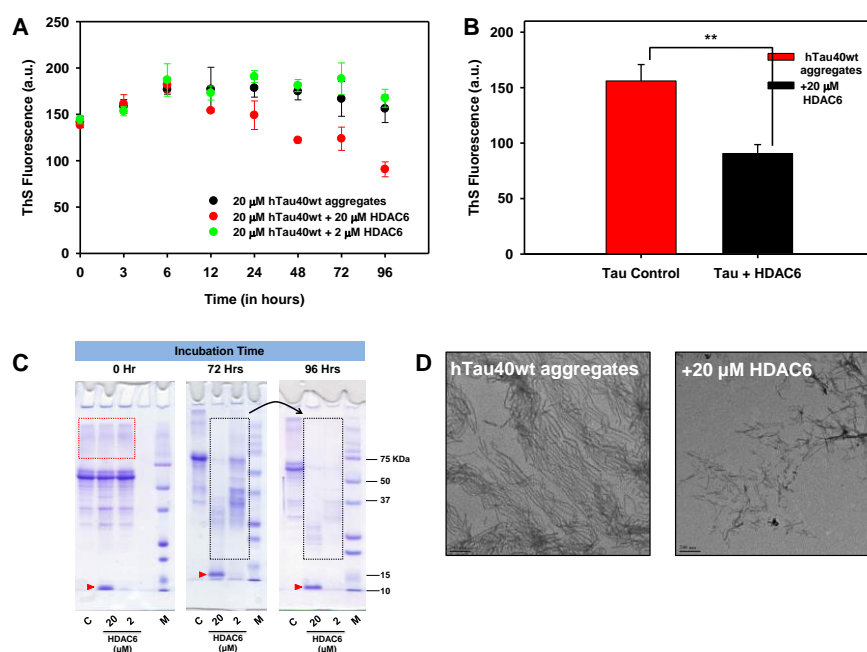 A
ThS Fluorescence (a.u.)
250
200
150
100
50
0
20 µM hTau40wt aggregates
20 µM hTau40wt + 20 µM HDAC6
20 µM hTau40wt + 2 µM HDAC6
0 3 6 12 24 48 72 96
Time (in hours)
B
ThS Fluorescence (a.u.)
200
150
100
50
0
**
hTau40wt
aggregates
+20 µM
HDAC6
Tau Control Tau + HDAC6
C
Incubation Time
0 Hr 72 Hrs 96 Hrs
75 KDa
50
37
15
10
C 20 2 M C 20 2 M C 20 2 M
HDAC6 HDAC6 HDAC6
(µM) (µM) (µM)
D
hTau40wt aggregates
+20 µM HDAC6